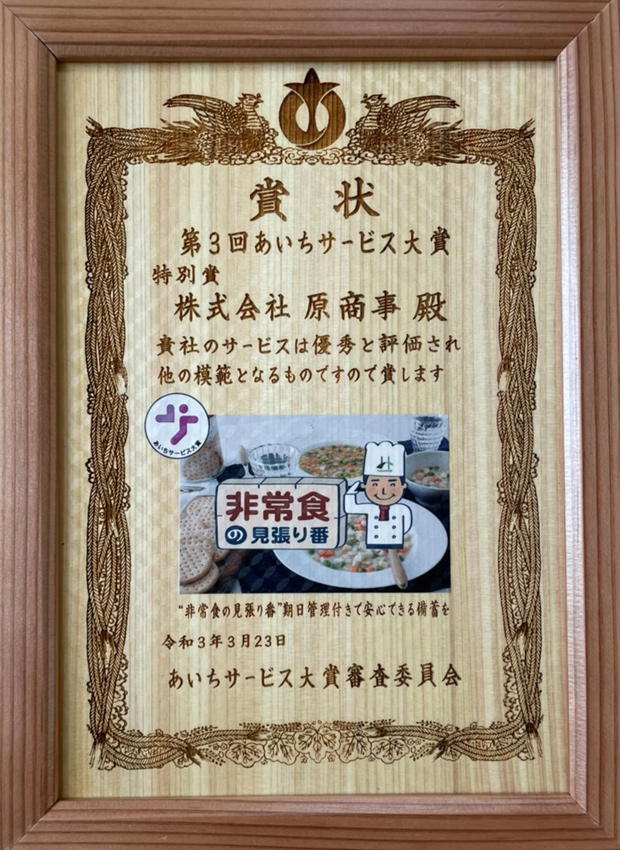 賞状
第3回あいちサービス大賞
特別賞
株式会社 原商事 殿
貴社のサービスは優秀と評価され
他の模範となるものですので賞します
あいちサービス大賞
非常食
の見張り番
"非常食の見張り番"期日管理付きで安心できる備蓄を
令和3年3月23日
あいちサービス大賞審査委員会